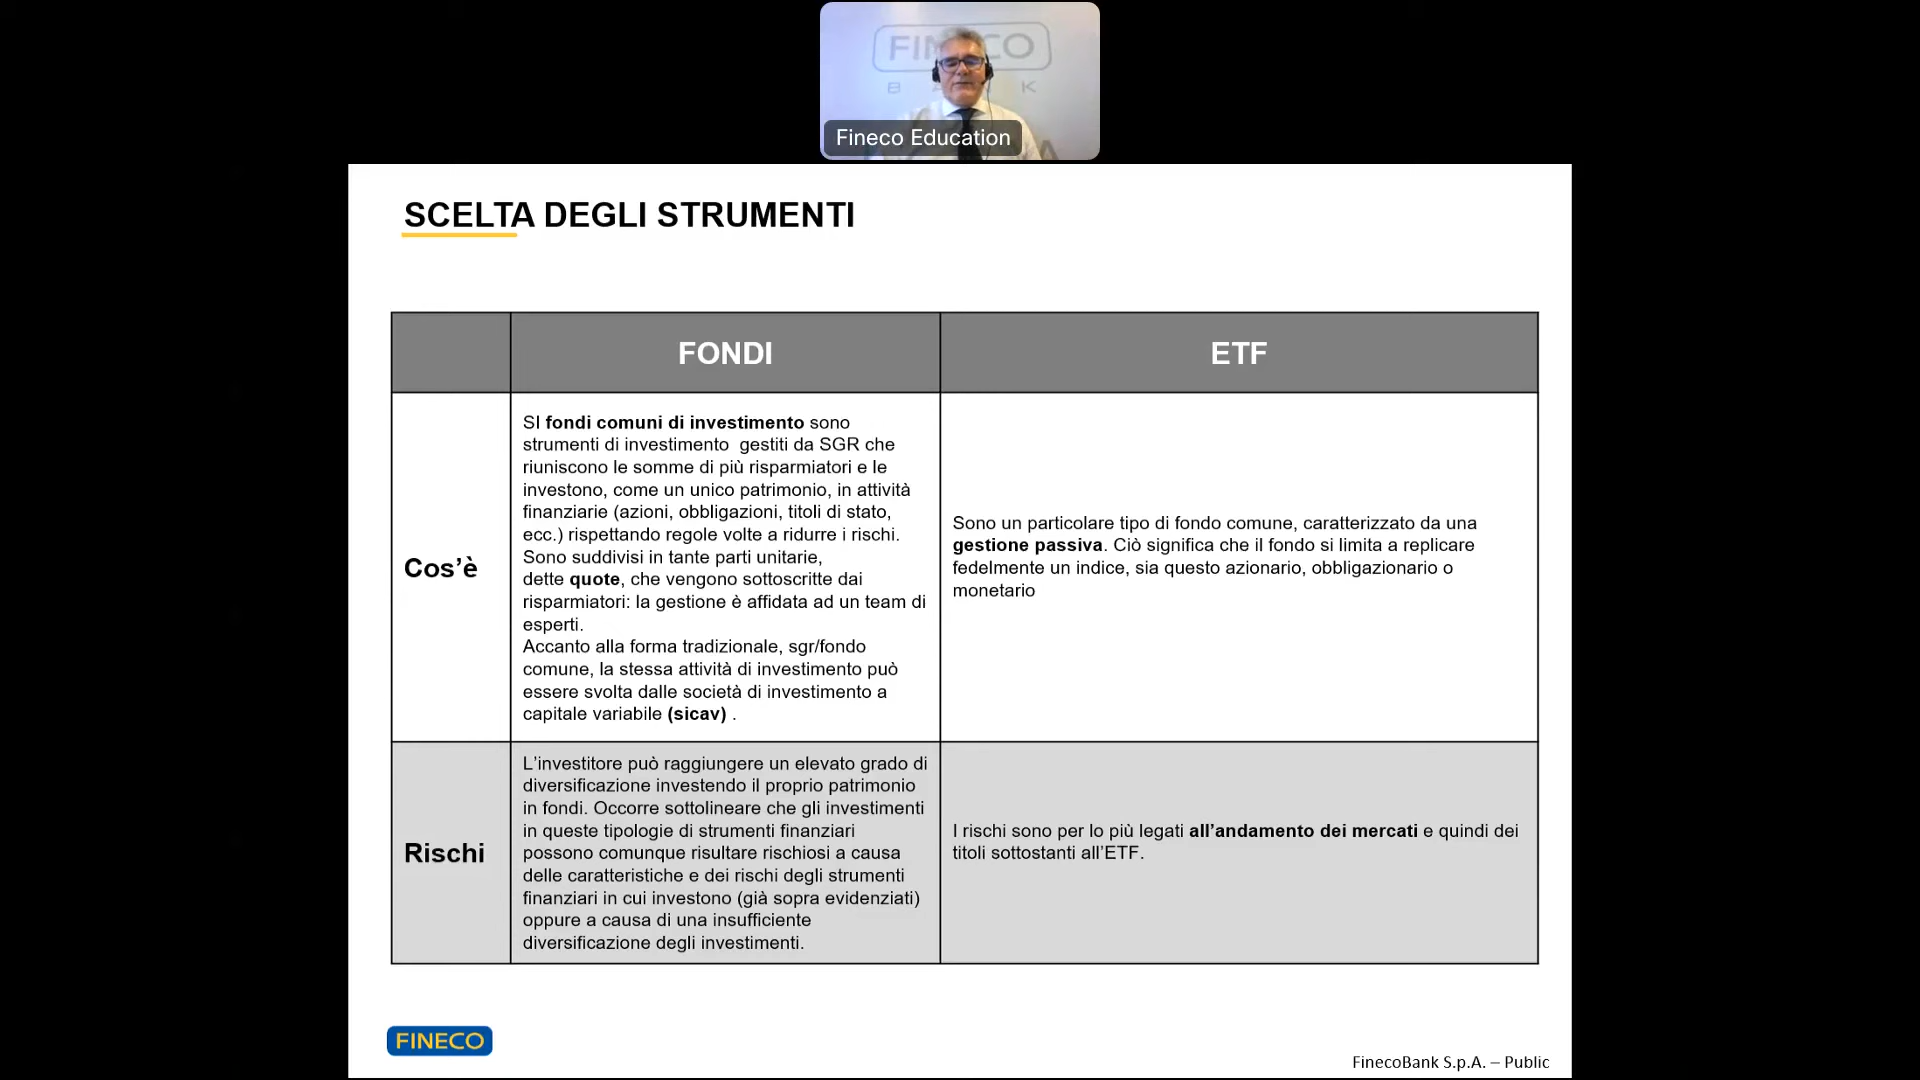 FINECO
BANK
Fineco Education
SCELTA DEGLI STRUMENTI
FONDI
ETF
Cos’è
SI fondi comuni di investimento sono
strumenti di investimento  gestiti da SGR che
riuniscono le somme di più risparmiatori e le
investono, come un unico patrimonio, in attività
finanziarie (azioni, obbligazioni, titoli di stato,
ecc.) rispettando regole volte a ridurre i rischi.
Sono suddivisi in tante parti unitarie,
dette quote, che vengono sottoscritte dai
risparmiatori: la gestione è affidata ad un team di
esperti.
Accanto alla forma tradizionale, sgr/fondo
comune, la stessa attività di investimento può
essere svolta dalle società di investimento a
capitale variabile (sicav) .
Sono un particolare tipo di fondo comune, caratterizzato da una
gestione passiva. Ciò significa che il fondo si limita a replicare
fedelmente un indice, sia questo azionario, obbligazionario o
monetario
Rischi
L’investitore può raggiungere un elevato grado di
diversificazione investendo il proprio patrimonio
in fondi. Occorre sottolineare che gli investimenti
in queste tipologie di strumenti finanziari
possono comunque risultare rischiosi a causa
delle caratteristiche e dei rischi degli strumenti
finanziari in cui investono (già sopra evidenziati)
oppure a causa di una insufficiente
diversificazione degli investimenti.
I rischi sono per lo più legati all’andamento dei mercati e quindi dei
titoli sottostanti all’ETF.
FINECO
FinecoBank S.p.A. – Public